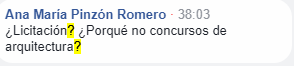 Ana María Pinzón Romero · 38:03
¿Licitación? ¿Porqué no concursos de
arquitectura?